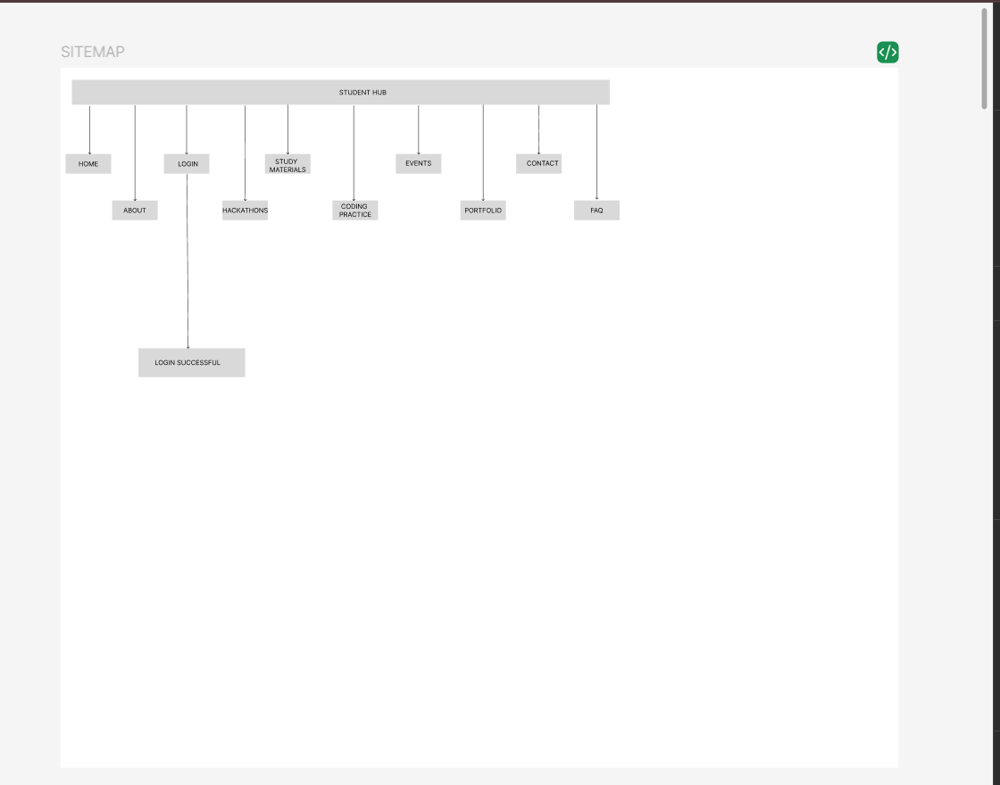 SITEMAP
</>
STUDENT HUB
HOME
LOGIN
STUDY
MATERIALS
EVENTS
CONTACT
ABOUT
HACKATHONS
CODING
PRACTICE
PORTFOLIO
FAQ
LOGIN SUCCESSFUL